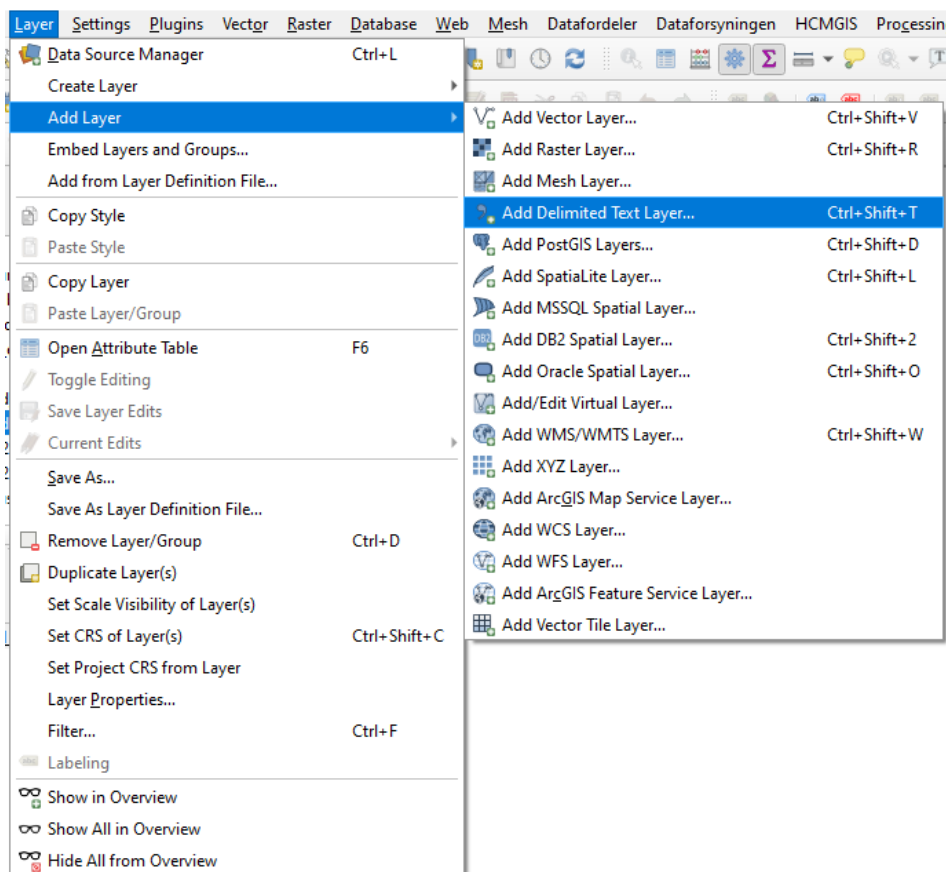 Layer Settings Plugins Vector Raster Database Web Mesh Datafordeler Dataforsyningen HCMGIS Processin
Data Source Manager Ctrl+L
Create Layer
Add Layer
Embed Layers and Groups...
Add from Layer Definition File...
Copy Style
Paste Style
Copy Layer
Paste Layer/Group
Open Attribute Table F6
Toggle Editing
Save Layer Edits
Current Edits
Save As...
Save As Layer Definition File...
Remove Layer/Group Ctrl+D
Duplicate Layer(s)
Set Scale Visibility of Layer(s)
Set CRS of Layer(s) Ctrl+Shift+C
Set Project CRS from Layer
Layer Properties...
Filter... Ctrl+F
Labeling
Show in Overview
Show All in Overview
Hide All from Overview
Add Vector Layer... Ctrl+Shift+V
Add Raster Layer... Ctrl+Shift+R
Add Mesh Layer...
Add Delimited Text Layer... Ctrl+Shift+T
Add PostGIS Layers... Ctrl+Shift+D
Add SpatiaLite Layer... Ctrl+Shift+L
Add MSSQL Spatial Layer...
Add DB2 Spatial Layer... Ctrl+Shift+2
Add Oracle Spatial Layer... Ctrl+Shift+O
Add/Edit Virtual Layer...
Add WMS/WMTS Layer... Ctrl+Shift+W
Add XYZ Layer...
Add ArcGIS Map Service Layer...
Add WCS Layer...
Add WFS Layer...
Add ArcGIS Feature Service Layer...
Add Vector Tile Layer...